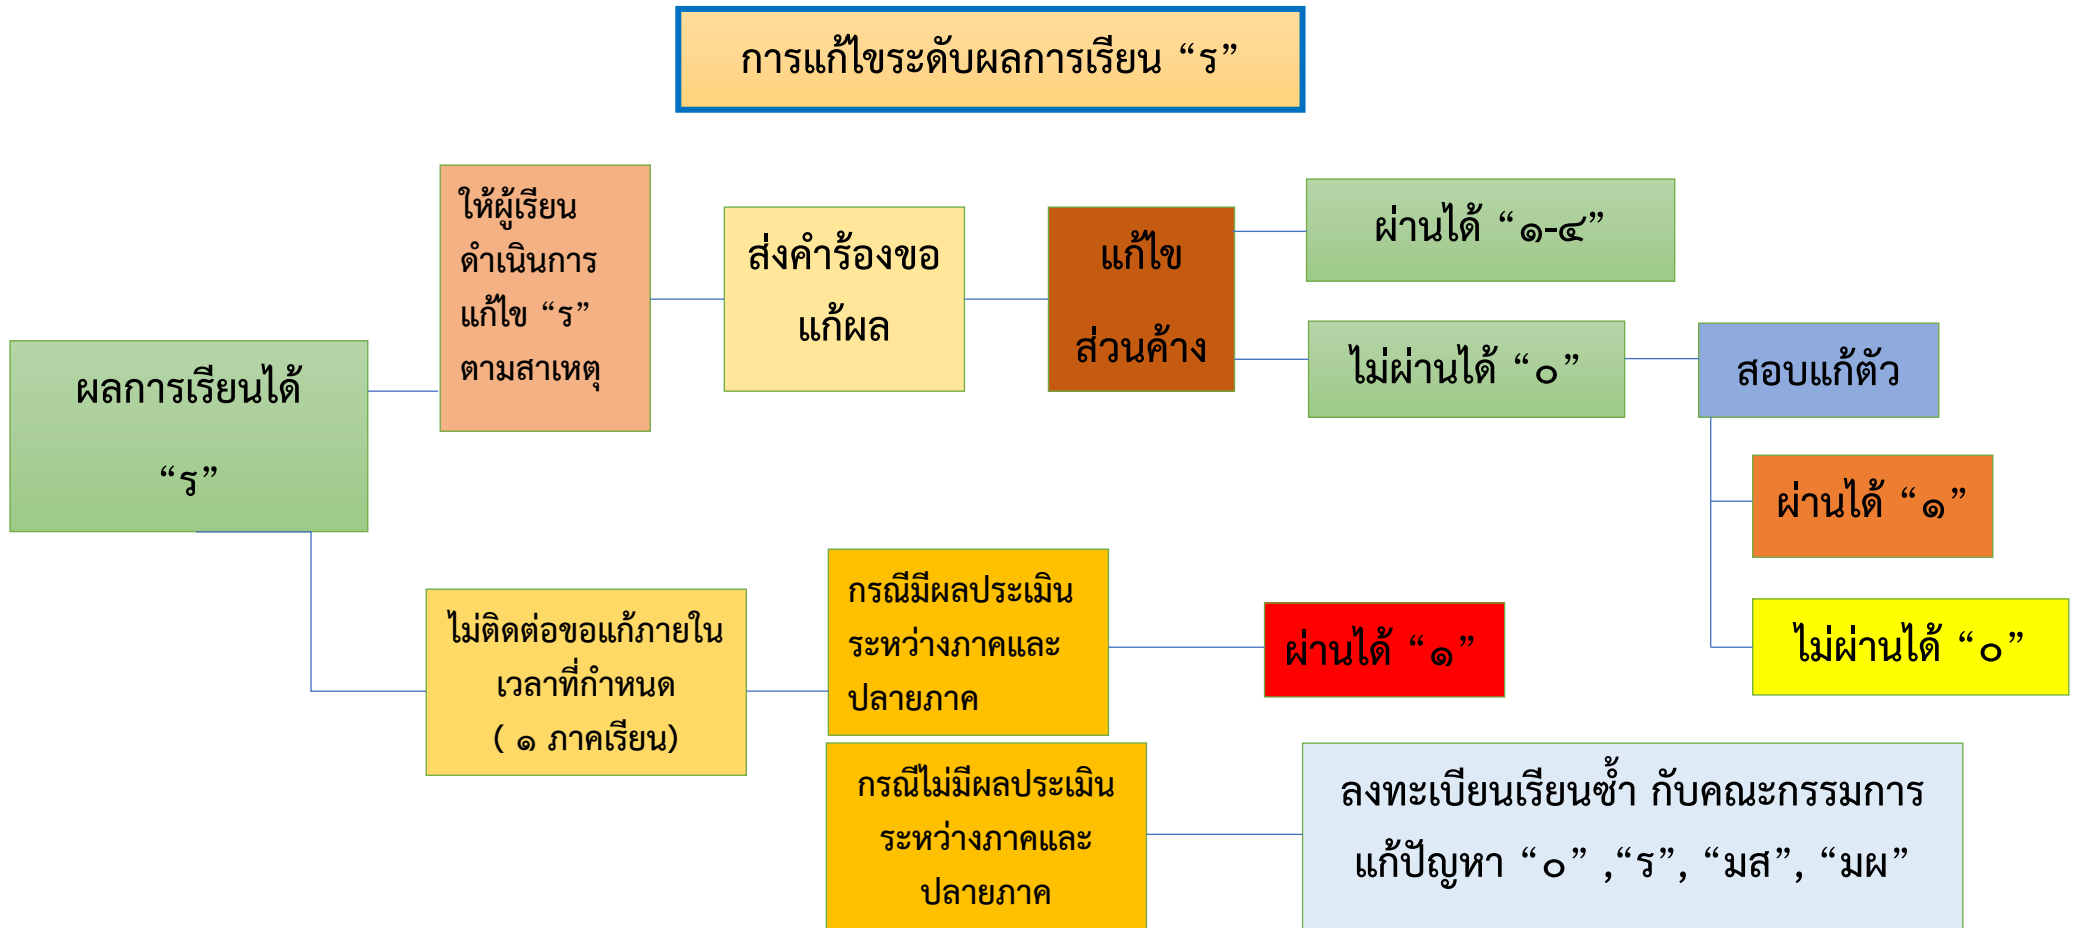 การแก้ไขระดับผลการเรียน “ร”
ให้ผู้เรียน
ดำเนินการ
แก้ไข “ร”
ตามสาเหตุ
ส่งคำร้องขอ
แก้ผล
แก้ไข
ส่วนค้าง
ผ่านได้ “๑-๔”
ไม่ผ่านได้ “๐”
สอบแก้ตัว
ผลการเรียนได้
“ร”
ผ่านได้ “๑”
ไม่ผ่านได้ “๐”
ไม่ติดต่อขอแก้ภายใน
เวลาที่กำหนด
( ๑ ภาคเรียน)
กรณีมีผลประเมิน
ระหว่างภาคและ
ปลายภาค
ผ่านได้ “๑”
กรณีไม่มีผลประเมิน
ระหว่างภาคและ
ปลายภาค
ลงทะเบียนเรียนซ้ำ กับคณะกรรมการ
แก้ปัญหา “๐” ,“ร”, “มส”, “มผ”